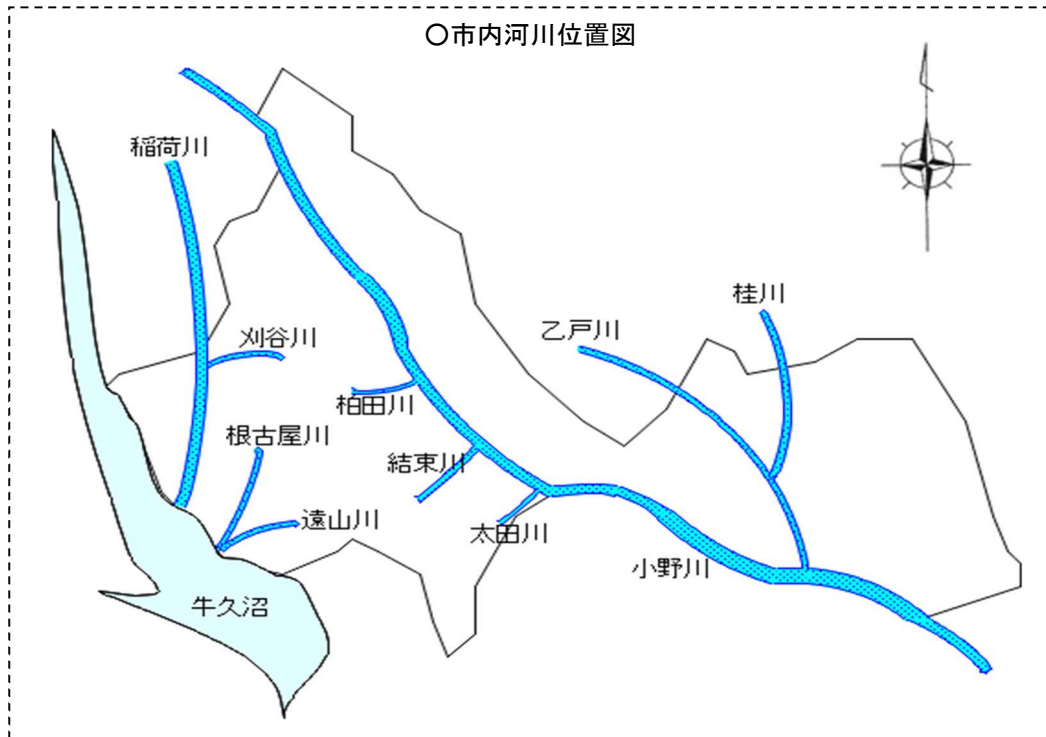 〇市内河川位置図
稲荷川
桂川
乙戸川
刈谷川
柏田川
根古屋川
結束川
遠山川
太田川
小野川
牛久沼